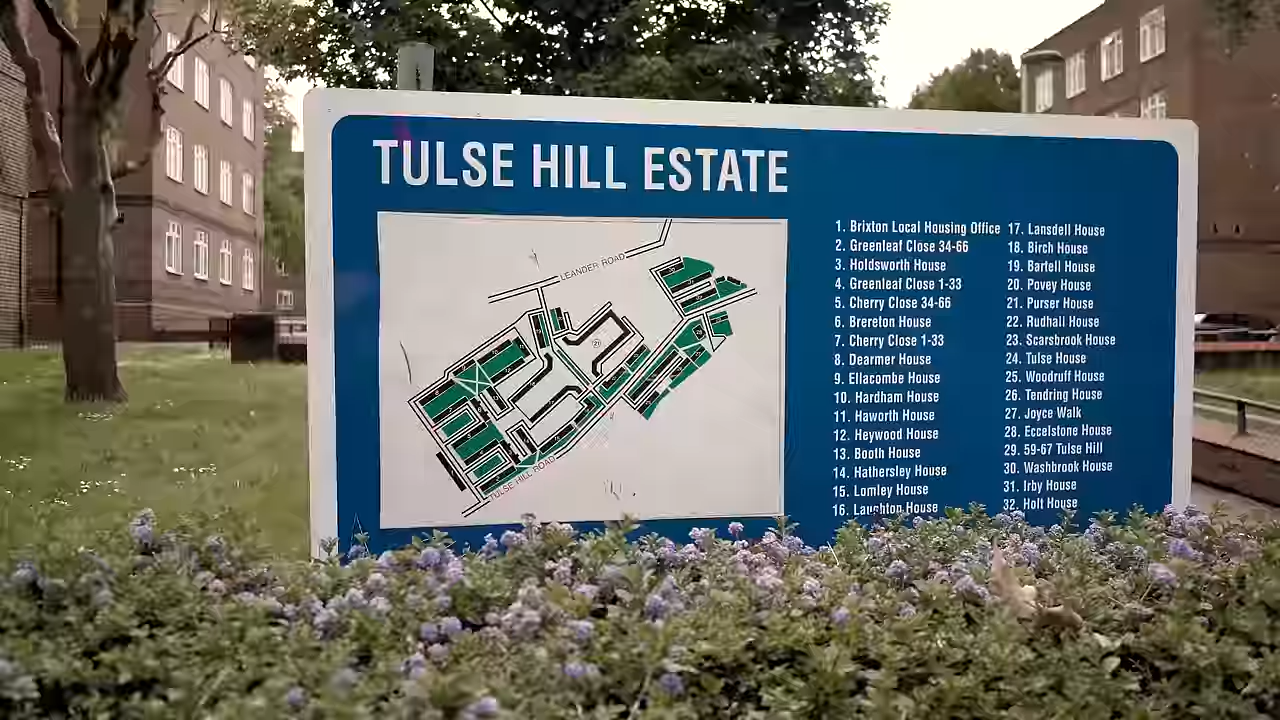 TULSE HILL ESTATE
LEANDER ROAD
TULSE HILL ROAD
21
1. Brixton Local Housing Office
2. Greenleaf Close 34-66
3. Holdsworth House
4. Greenleaf Close 1-33
5. Cherry Close 34-66
6. Brereton House
7. Cherry Close 1-33
8. Dearmer House
9. Ellacombe House
10. Hardham House
11. Haworth House
12. Heywood House
13. Booth House
14. Hathersley House
15. Lomley House
16. Laughton House
17. Lansdell House
18. Birch House
19. Bartell House
20. Povey House
21. Purser House
22. Rudhall House
23. Scarsbrook House
24. Tulse House
25. Woodruff House
26. Tendring House
27. Joyce Walk
28. Eccelstone House
29. 59-67 Tulse Hill
30. Washbrook House
31. Irby House
32. Holt House